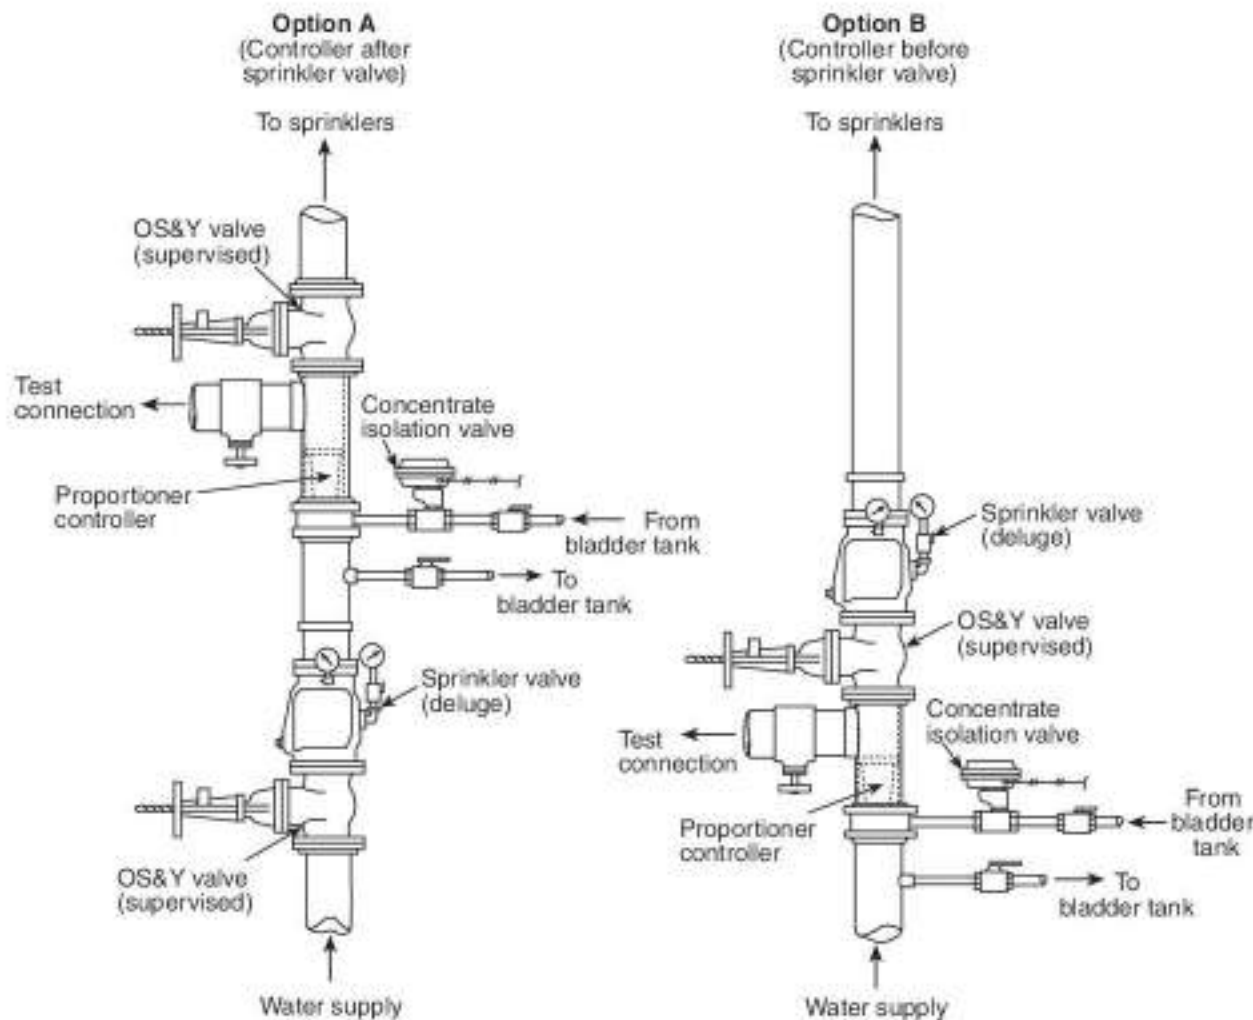 Option A
(Controller after
sprinkler valve)
To sprinklers
OS&Y valve
(supervised)
Test
connection
Concentrate
isolation valve
Proportioner
controller
From
bladder tank
To
bladder tank
Sprinkler valve
(deluge)
OS&Y valve
(supervised)
Water supply
Option B
(Controller before
sprinkler valve)
To sprinklers
Sprinkler valve
(deluge)
OS&Y valve
(supervised)
Concentrate
isolation valve
Test
connection
Proportioner
controller
From
bladder
tank
To
bladder tank
Water supply